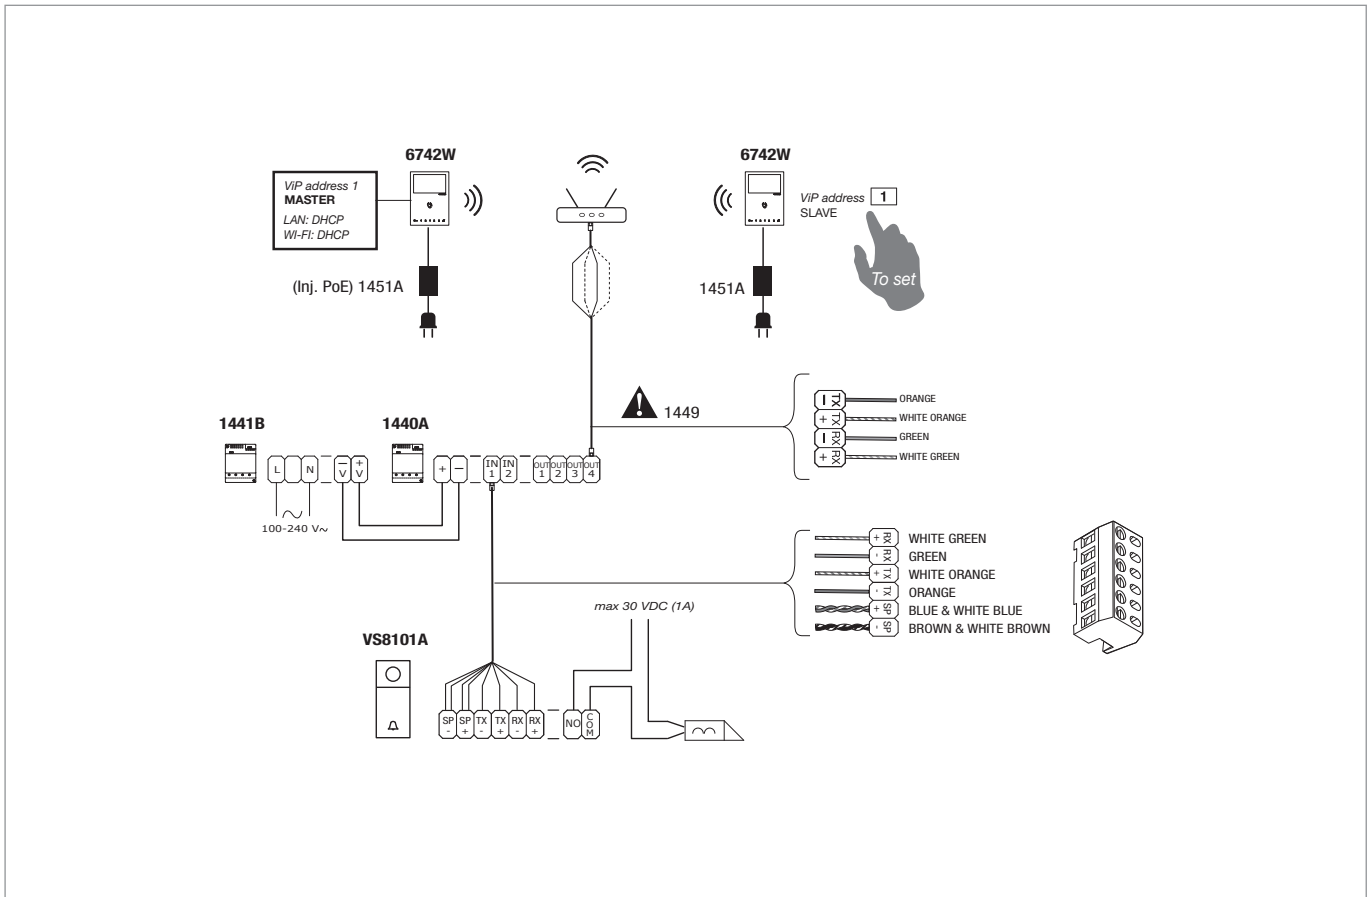 6742W
6742W
ViP address 1
MASTER
LAN: DHCP
WI-FI: DHCP
ViP address 1
SLAVE
To set
(Inj. PoE) 1451A
1451A
1449
TX - ORANGE
TX + WHITE ORANGE
RX - GREEN
RX + WHITE GREEN
1441B
1440A
L N
- V + V
+ -
IN 1 IN 2
OUT 1 OUT 2 OUT 3 OUT 4
100-240 V~
+ RX WHITE GREEN
- RX GREEN
+ TX WHITE ORANGE
- TX ORANGE
+ SP BLUE & WHITE BLUE
- SP BROWN & WHITE BROWN
max 30 VDC (1A)
VS8101A
SP - SP + TX - TX + RX - RX +
NO COM